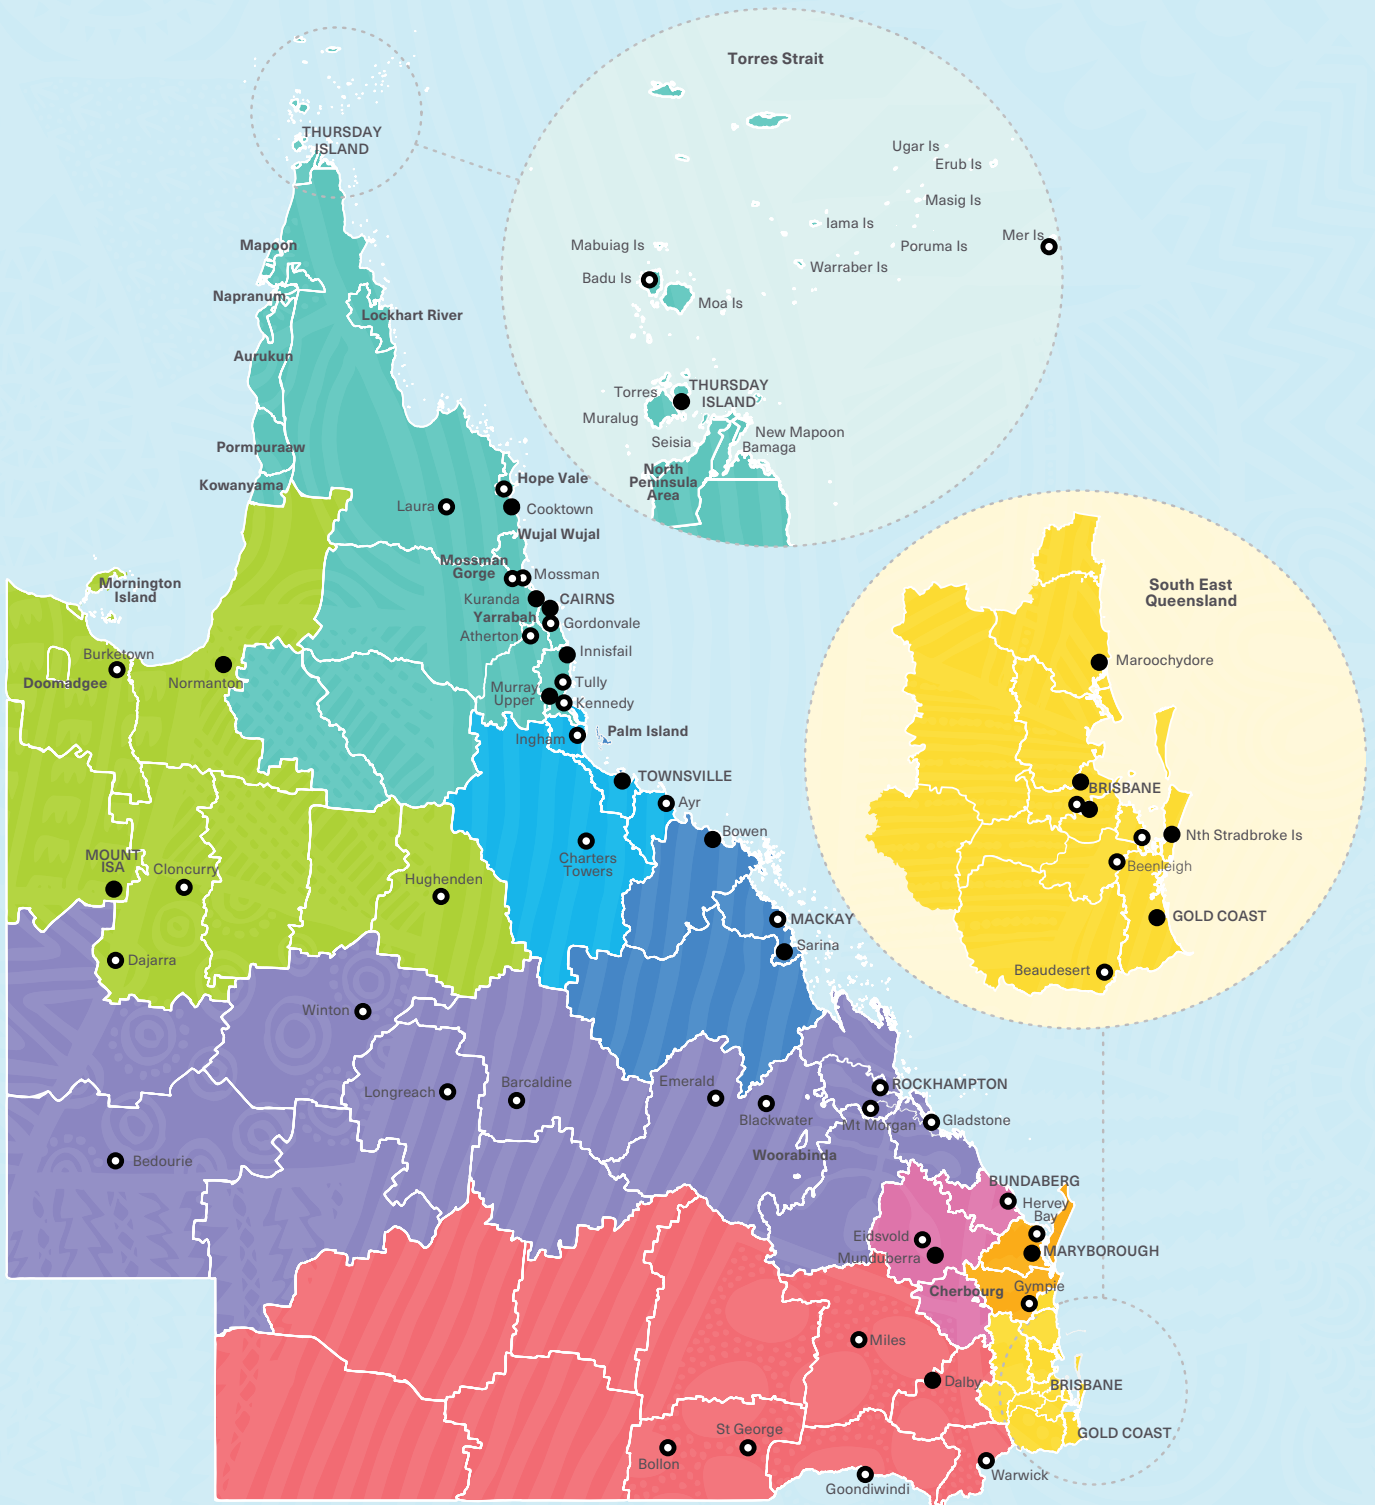 Torres Strait
THURSDAY
ISLAND
Ugar Is
Erub Is
Masig Is
Iama Is
Mer Is
Poruma Is
Mabuiag Is
Warraber Is
Badu Is
Moa Is
Torres
THURSDAY
ISLAND
Muralug
Seisia
New Mapoon
Bamaga
North
Peninsula
Area
Mapoon
Napranum
Lockhart River
Aurukun
Pormpuraaw
Kowanyama
Hope Vale
Laura
Cooktown
Wujal Wujal
Mossman
Gorge
Mossman
Kuranda
CAIRNS
Yarrabah
Gordonvale
Atherton
Innisfail
Tully
Murray
Upper
Kennedy
Mornington
Island
Burketown
Doomadgee
Normanton
Ingham
Palm Island
TOWNSVILLE
Ayr
Bowen
Charters
Towers
South East
Queensland
Maroochydore
BRISBANE
Nth Stradbroke Is
Beenleigh
GOLD COAST
Beaudesert
MOUNT
ISA
Cloncurry
Hughenden
MACKAY
Sarina
Dajarra
Winton
Longreach
Barcaldine
Emerald
Blackwater
ROCKHAMPTON
Mt Morgan
Gladstone
Woorabinda
Bedourie
BUNDABERG
Hervey
Bay
Eidsvold
Munduberra
MARYBOROUGH
Cherbourg
Gympie
Miles
Dalby
BRISBANE
GOLD COAST
St George
Bollon
Goondiwindi
Warwick